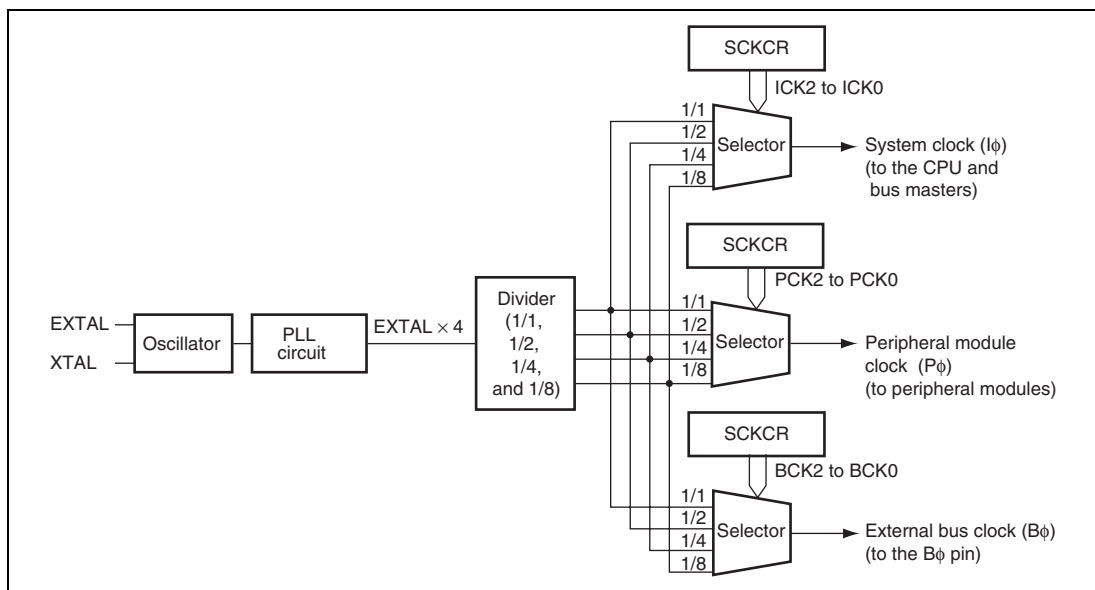 SCKCR
ICK2 to ICK0
1/1
1/2
1/4
1/8
Selector
System clock (Iϕ)
(to the CPU and
bus masters)
SCKCR
PCK2 to PCK0
EXTAL
XTAL
Oscillator
PLL
circuit
EXTAL × 4
Divider
(1/1,
1/2,
1/4,
and 1/8)
1/1
1/2
1/4
1/8
Selector
Peripheral module
clock (Pϕ)
(to peripheral modules)
SCKCR
BCK2 to BCK0
1/1
1/2
1/4
1/8
Selector
External bus clock (Bϕ)
(to the Bϕ pin)